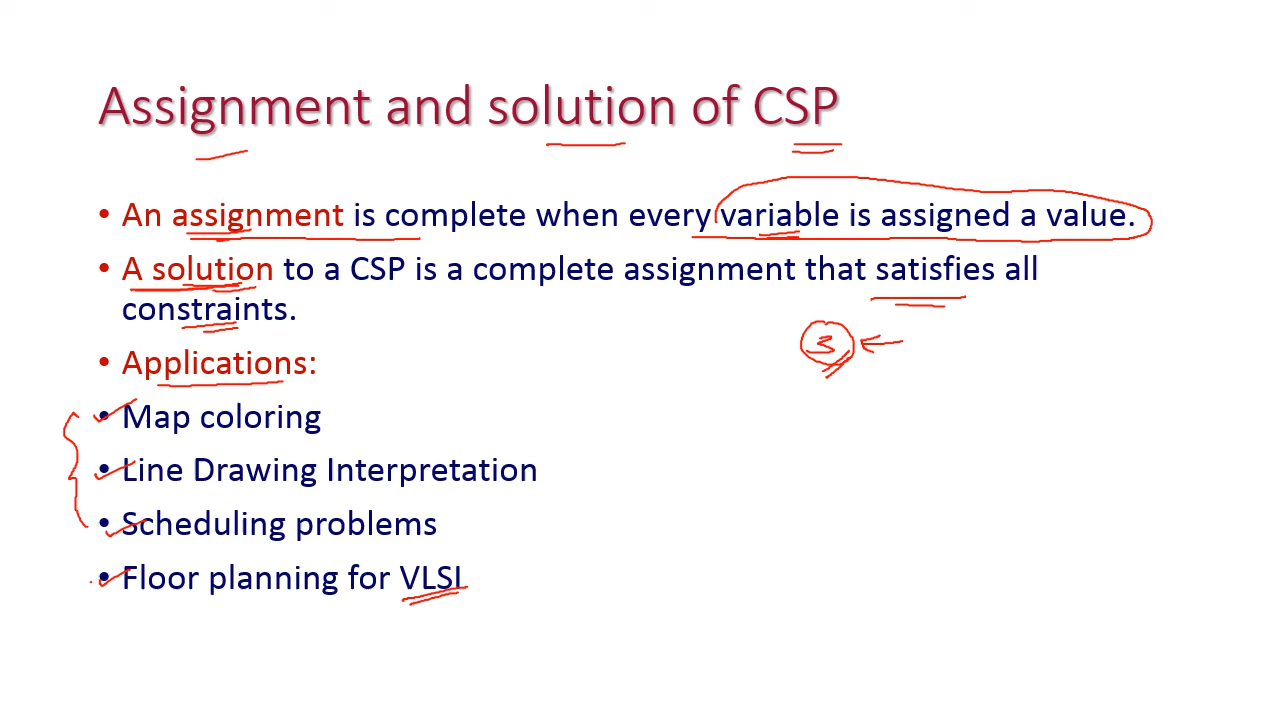 Assignment and solution of CSP
• An assignment is complete when every variable is assigned a value.
• A solution to a CSP is a complete assignment that satisfies all
constraints.
3
• Applications:
• Map coloring
• Line Drawing Interpretation
• Scheduling problems
• Floor planning for VLSI